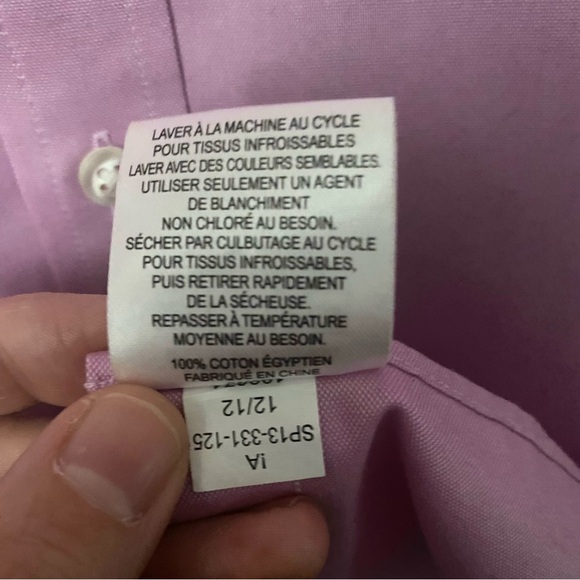 LAVER À LA MACHINE AU CYCLE
POUR TISSUS INFROISSABLES
LAVER AVEC DES COULEURS SEMBLABLES.
UTILISER SEULEMENT UN AGENT
DE BLANCHIMENT
NON CHLORÉ AU BESOIN.
SÉCHER PAR CULBUTAGE AU CYCLE
POUR TISSUS INFROISSABLES,
PUIS RETIRER RAPIDEMENT
DE LA SÉCHEUSE.
REPASSER À TEMPÉRATURE
MOYENNE AU BESOIN.
100% COTON ÉGYPTIEN
FABRIQUÉ EN CHINE
IA
SP13-331-125
12/12